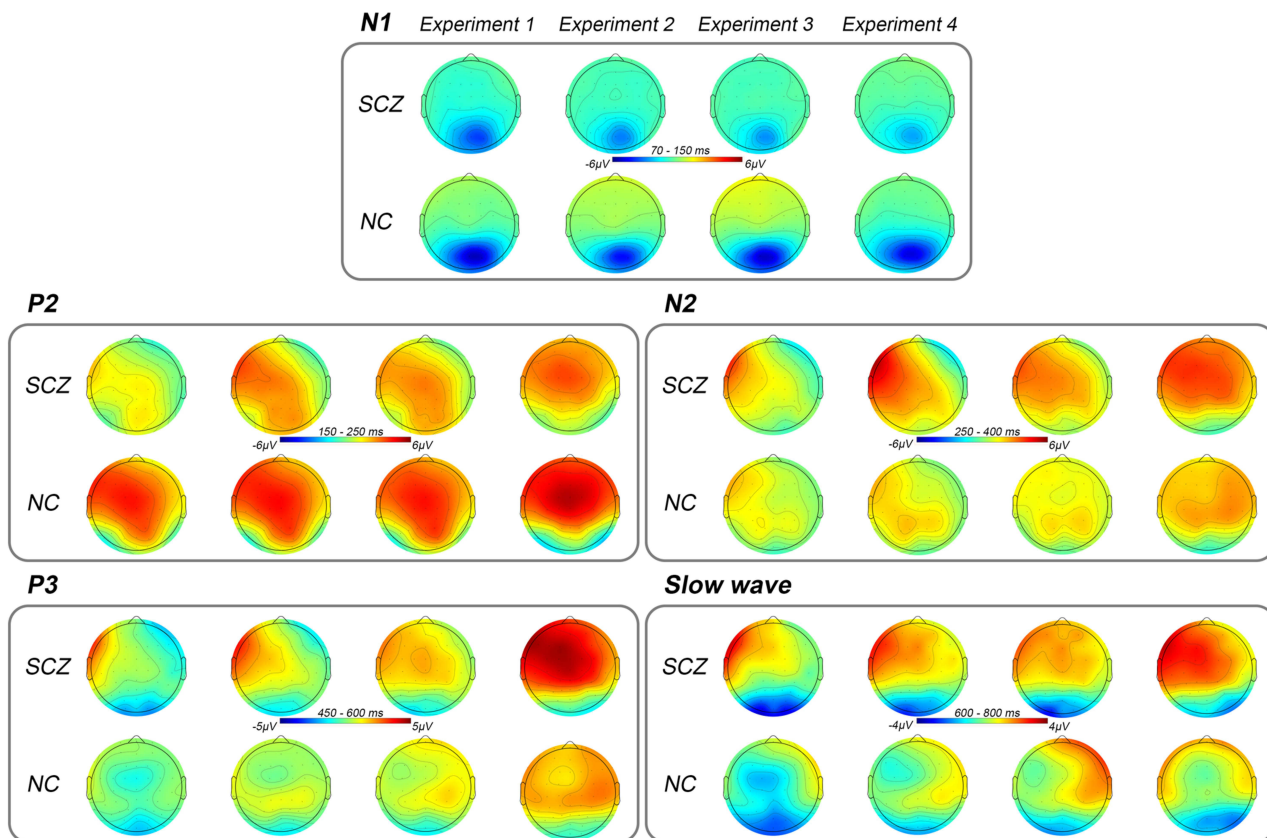 N1 Experiment 1 Experiment 2 Experiment 3 Experiment 4
SCZ
70 - 150 ms
-6μV 6μV
NC
P2
SCZ
150 - 250 ms
-6μV 6μV
NC
N2
SCZ
250 - 400 ms
-6μV 6μV
NC
P3
SCZ
450 - 600 ms
-5μV 5μV
NC
Slow wave
SCZ
600 - 800 ms
-4μV 4μV
NC